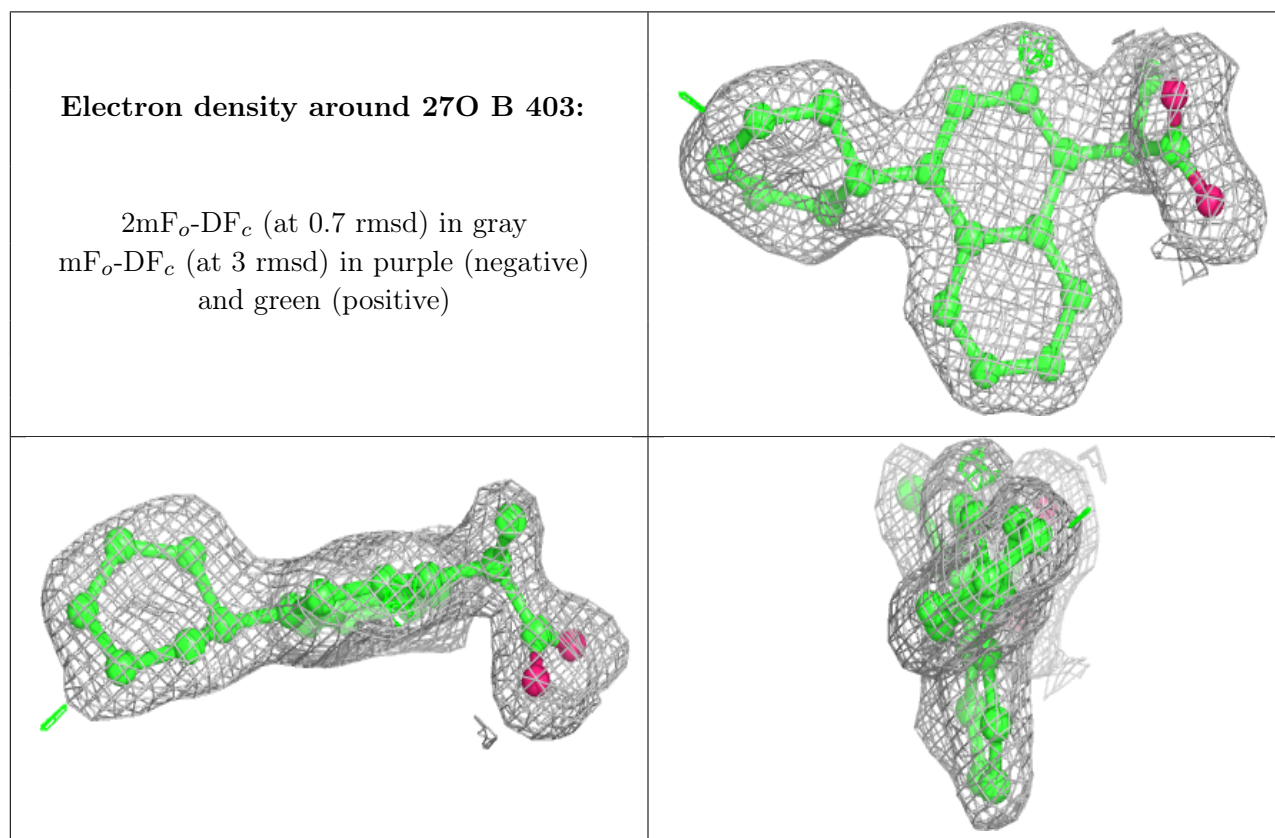 Electron density around 27O B 403:
2mFₒ-DF𝒸 (at 0.7 rmsd) in gray
mFₒ-DF𝒸 (at 3 rmsd) in purple (negative)
and green (positive)